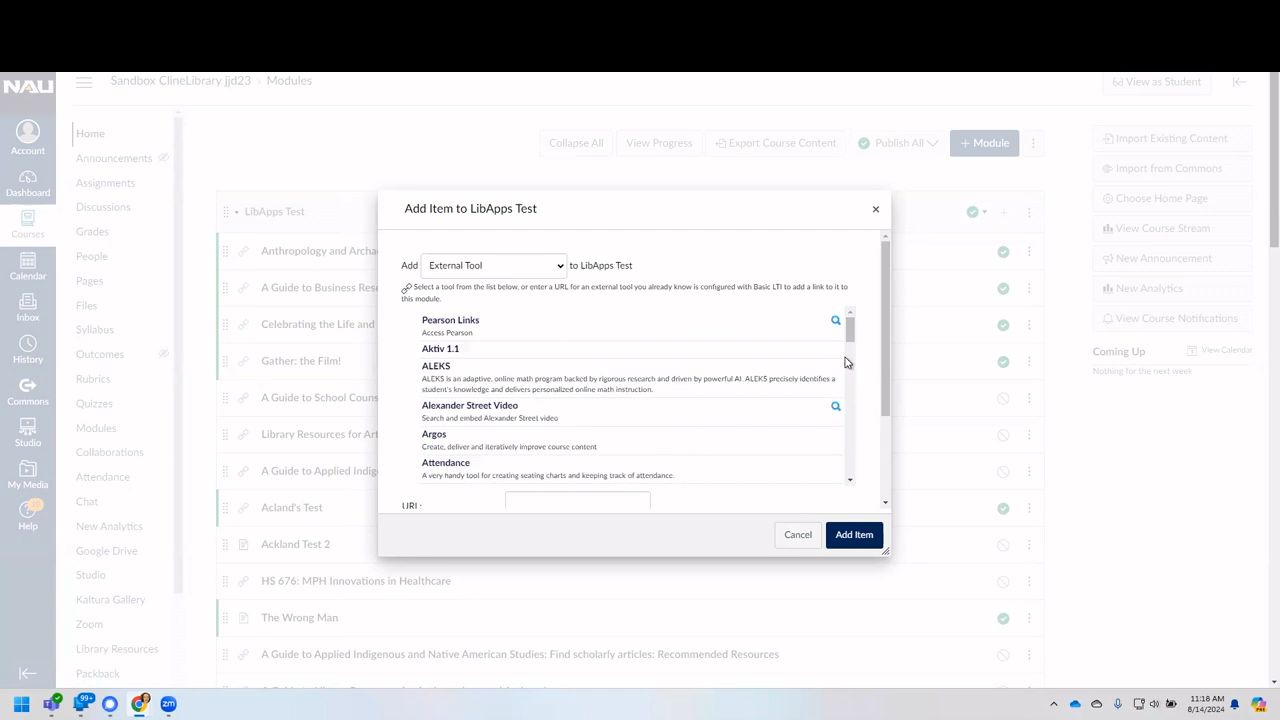 NAU
Sandbox ClineLibrary jjd23 › Modules
View as Student
Account
Dashboard
Courses
Calendar
Inbox
History
Commons
Studio
My Media
Help
Home
Announcements
Assignments
Discussions
Grades
People
Pages
Files
Syllabus
Outcomes
Rubrics
Quizzes
Modules
Collaborations
Attendance
Chat
New Analytics
Google Drive
Studio
Kaltura Gallery
Zoom
Library Resources
Packback
Collapse All
View Progress
Export Course Content
Publish All
+ Module
LibApps Test
Anthropology and Archa
A Guide to Business Res
Celebrating the Life and
Gather: the Film!
A Guide to School Couns
Library Resources for Art
A Guide to Applied Indig
Acland's Test
Ackland Test 2
HS 676: MPH Innovations in Healthcare
The Wrong Man
A Guide to Applied Indigenous and Native American Studies: Find scholarly articles: Recommended Resources
Add Item to LibApps Test
Add External Tool to LibApps Test
Select a tool from the list below, or enter a URL for an external tool you already know is configured with Basic LTI to add a link to it to
this module.
Pearson Links
Access Pearson
Aktiv 1.1
ALEKS
ALEKS is an adaptive, online math program backed by rigorous research and driven by powerful AI. ALEKS precisely identifies a
student's knowledge and delivers personalized online math instruction.
Alexander Street Video
Search and embed Alexander Street video
Argos
Create, deliver and iteratively improve course content
Attendance
A very handy tool for creating seating charts and keeping track of attendance.
URL:
Cancel
Add Item
Import Existing Content
Import from Commons
Choose Home Page
View Course Stream
New Announcement
New Analytics
View Course Notifications
Coming Up
View Calendar
Nothing for the next week
99+
zm
11:18 AM
8/14/2024